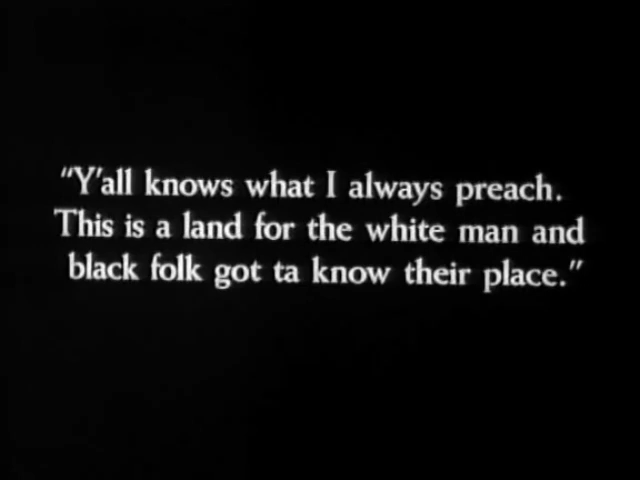 "Y'all knows what I always preach.
This is a land for the white man and
black folk got ta know their place."